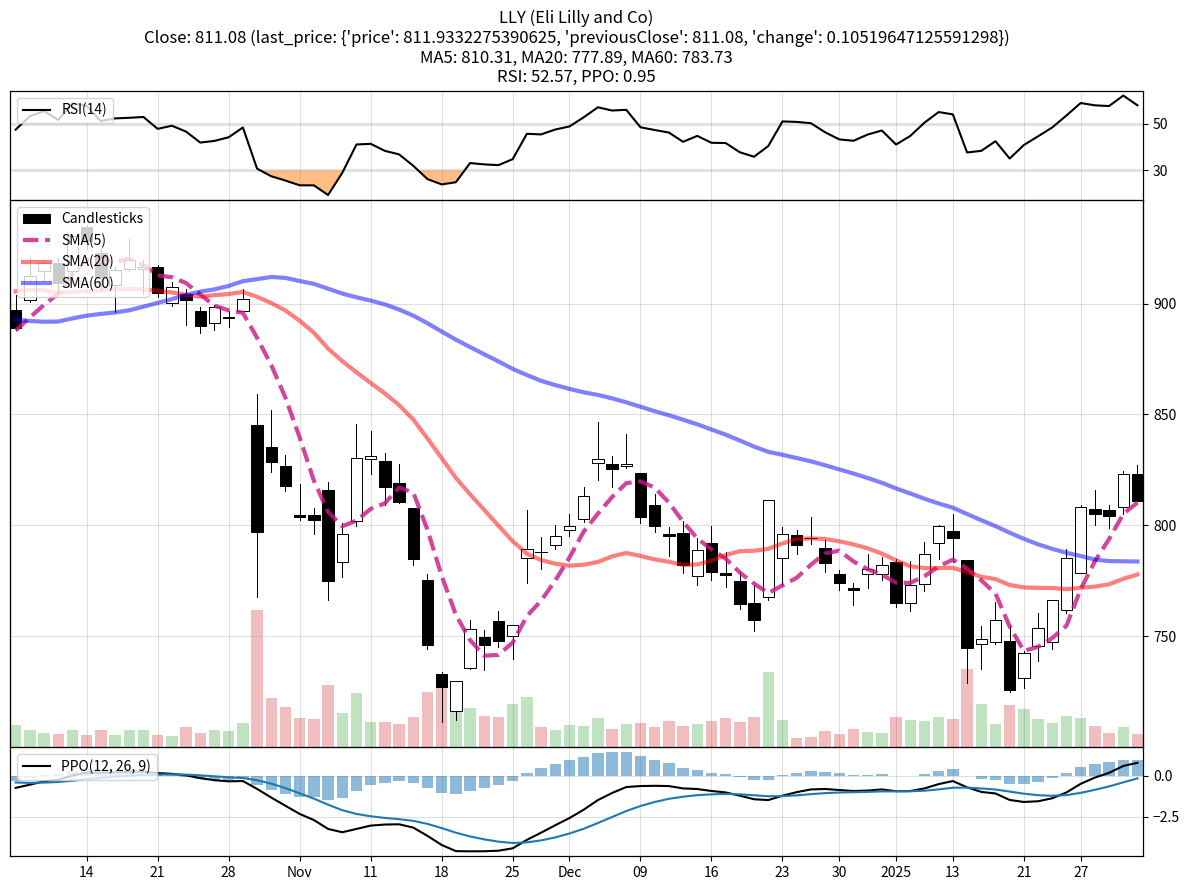 LLY (Eli Lilly and Co)
Close: 811.08 (last_price: {'price': 811.9332275390625, 'previousClose': 811.08, 'change': 0.10519647125591298})
MA5: 810.31, MA20: 777.89, MA60: 783.73
RSI: 52.57, PPO: 0.95
RSI(14)
50
30
Candlesticks
SMA(5)
SMA(20)
SMA(60)
900
850
800
750
PPO(12, 26, 9)
0.0
−2.5
14 21 28 Nov 11 18 25 Dec 09 16 23 30 2025 13 21 27